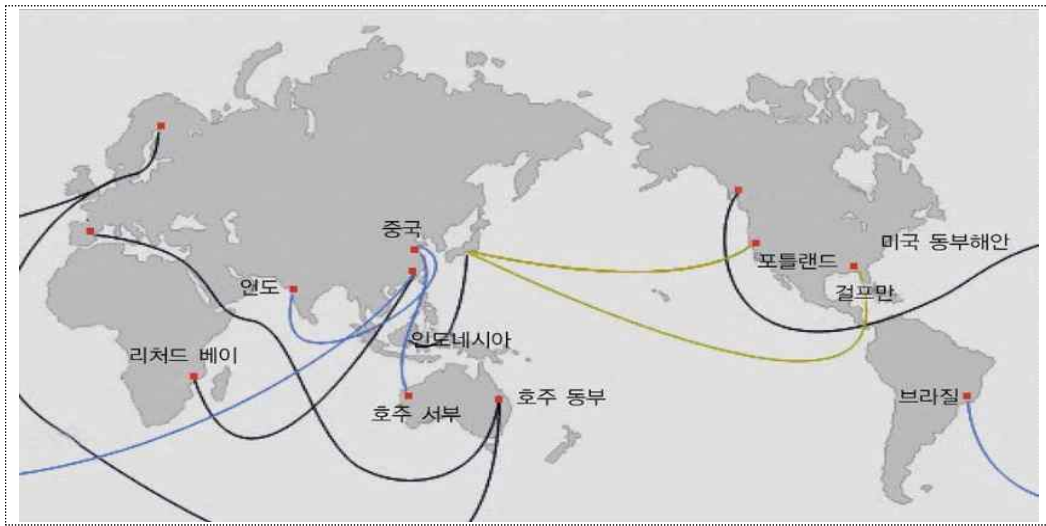 중국
미국 동부해안
포틀랜드
인도
걸프만
인도네시아
리처드 베이
브라질
호주 동부
호주 서부